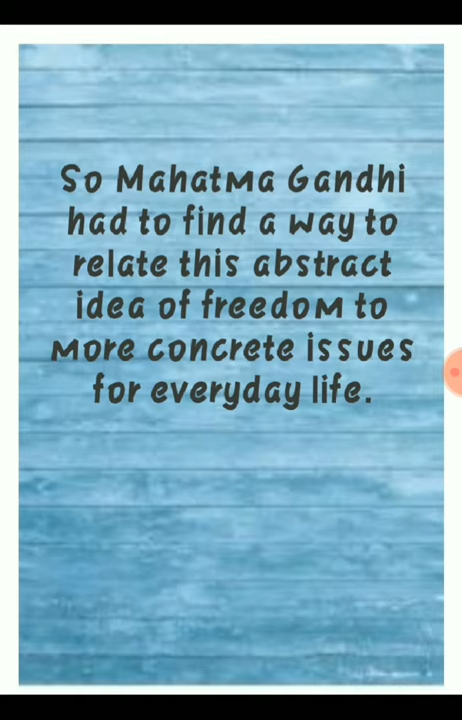 So Mahatma Gandhi
had to find a way to
relate this abstract
idea of freedom to
more concrete issues
for everyday life.